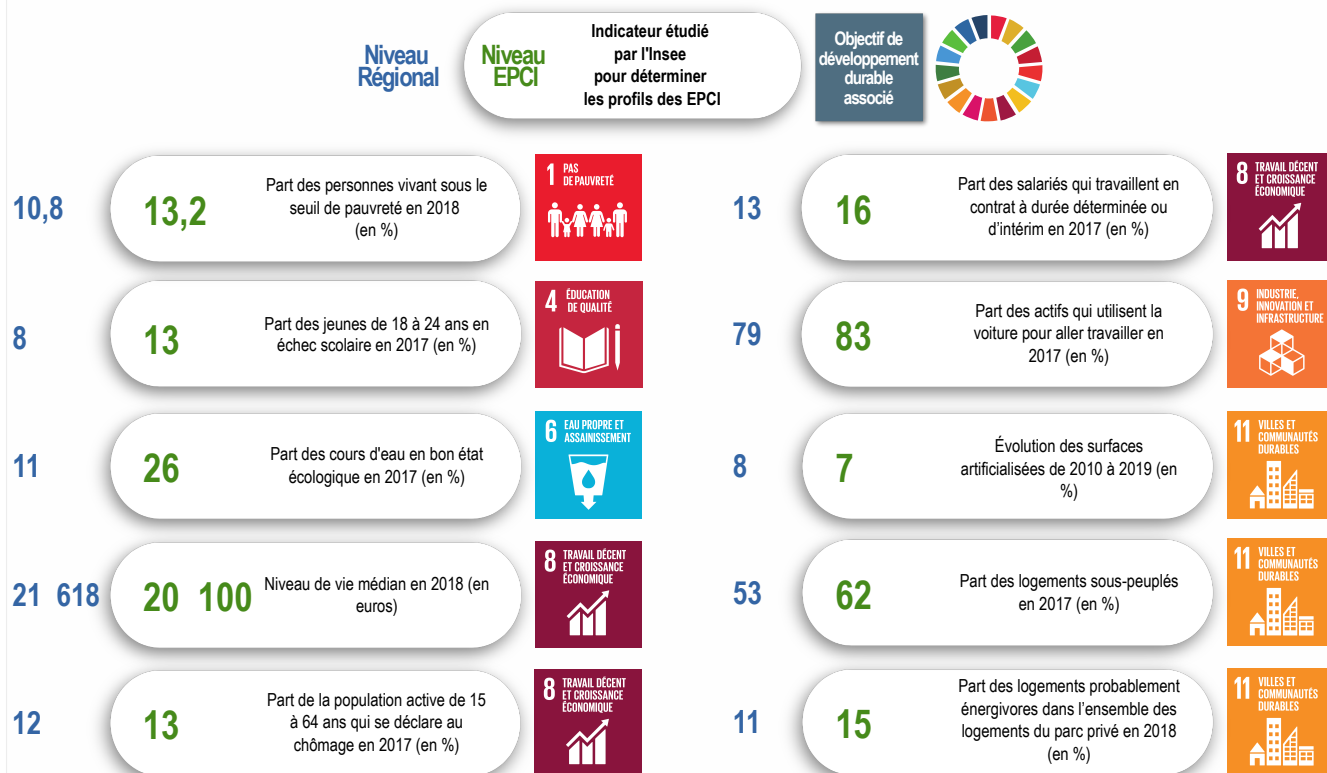 Niveau
Régional
Niveau
EPCI
Indicateur étudié
par l'Insee
pour déterminer
les profils des EPCI
Objectif de
développement
durable
associé
10,8
13,2
Part des personnes vivant sous le
seuil de pauvreté en 2018
(en %)
1 PAS
DE PAUVRETÉ
13
16
Part des salariés qui travaillent en
contrat à durée déterminée ou
d'intérim en 2017 (en %)
8 TRAVAIL DÉCENT
ET CROISSANCE
ÉCONOMIQUE
8
13
Part des jeunes de 18 à 24 ans en
échec scolaire en 2017 (en %)
4 ÉDUCATION
DE QUALITÉ
79
83
Part des actifs qui utilisent la
voiture pour aller travailler en
2017 (en %)
9 INDUSTRIE,
INNOVATION ET
INFRASTRUCTURE
11
26
Part des cours d'eau en bon état
écologique en 2017 (en %)
6 EAU PROPRE ET
ASSAINISSEMENT
8
7
Évolution des surfaces
artificialisées de 2010 à 2019 (en
%)
11 VILLES ET
COMMUNAUTÉS
DURABLES
21 618
20 100
Niveau de vie médian en 2018 (en
euros)
8 TRAVAIL DÉCENT
ET CROISSANCE
ÉCONOMIQUE
53
62
Part des logements sous-peuplés
en 2017 (en %)
11 VILLES ET
COMMUNAUTÉS
DURABLES
12
13
Part de la population active de 15
à 64 ans qui se déclare au
chômage en 2017 (en %)
8 TRAVAIL DÉCENT
ET CROISSANCE
ÉCONOMIQUE
11
15
Part des logements probablement
énergivores dans l'ensemble des
logements du parc privé en 2018
(en %)
11 VILLES ET
COMMUNAUTÉS
DURABLES